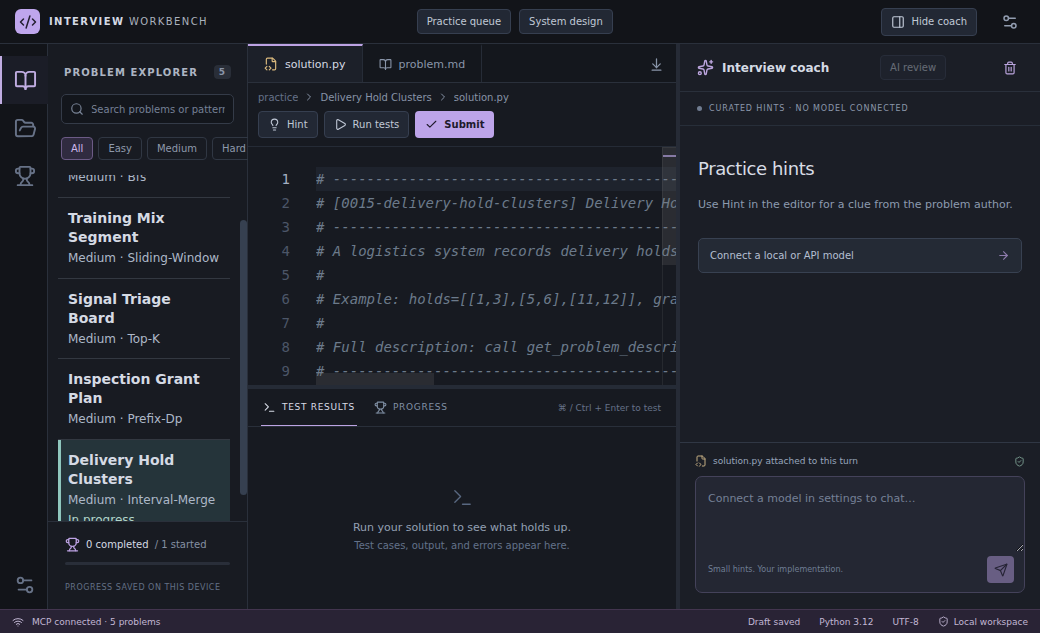 INTERVIEW WORKBENCH
Practice queue
System design
Hide coach
PROBLEM EXPLORER 5
Search problems or pattern
All
Easy
Medium
Hard
Medium · Bfs
Training Mix
Segment
Medium · Sliding-Window
Signal Triage
Board
Medium · Top-K
Inspection Grant
Plan
Medium · Prefix-Dp
Delivery Hold
Clusters
Medium · Interval-Merge
In progress
0 completed / 1 started
PROGRESS SAVED ON THIS DEVICE
solution.py
problem.md
practice > Delivery Hold Clusters > solution.py
Hint
Run tests
Submit
1 # ------------------------------------------
2 # [0015-delivery-hold-clusters] Delivery Ho
3 # ------------------------------------------
4 # A logistics system records delivery holds
5 #
6 # Example: holds=[[1,3],[5,6],[11,12]], gra
7 #
8 # Full description: call get_problem_descri
9 # ------------------------------------------
TEST RESULTS
PROGRESS
⌘ / Ctrl + Enter to test
Run your solution to see what holds up.
Test cases, output, and errors appear here.
Interview coach
AI review
CURATED HINTS · NO MODEL CONNECTED
Practice hints
Use Hint in the editor for a clue from the problem author.
Connect a local or API model
solution.py attached to this turn
Connect a model in settings to chat…
Small hints. Your implementation.
MCP connected · 5 problems
Draft saved
Python 3.12
UTF-8
Local workspace